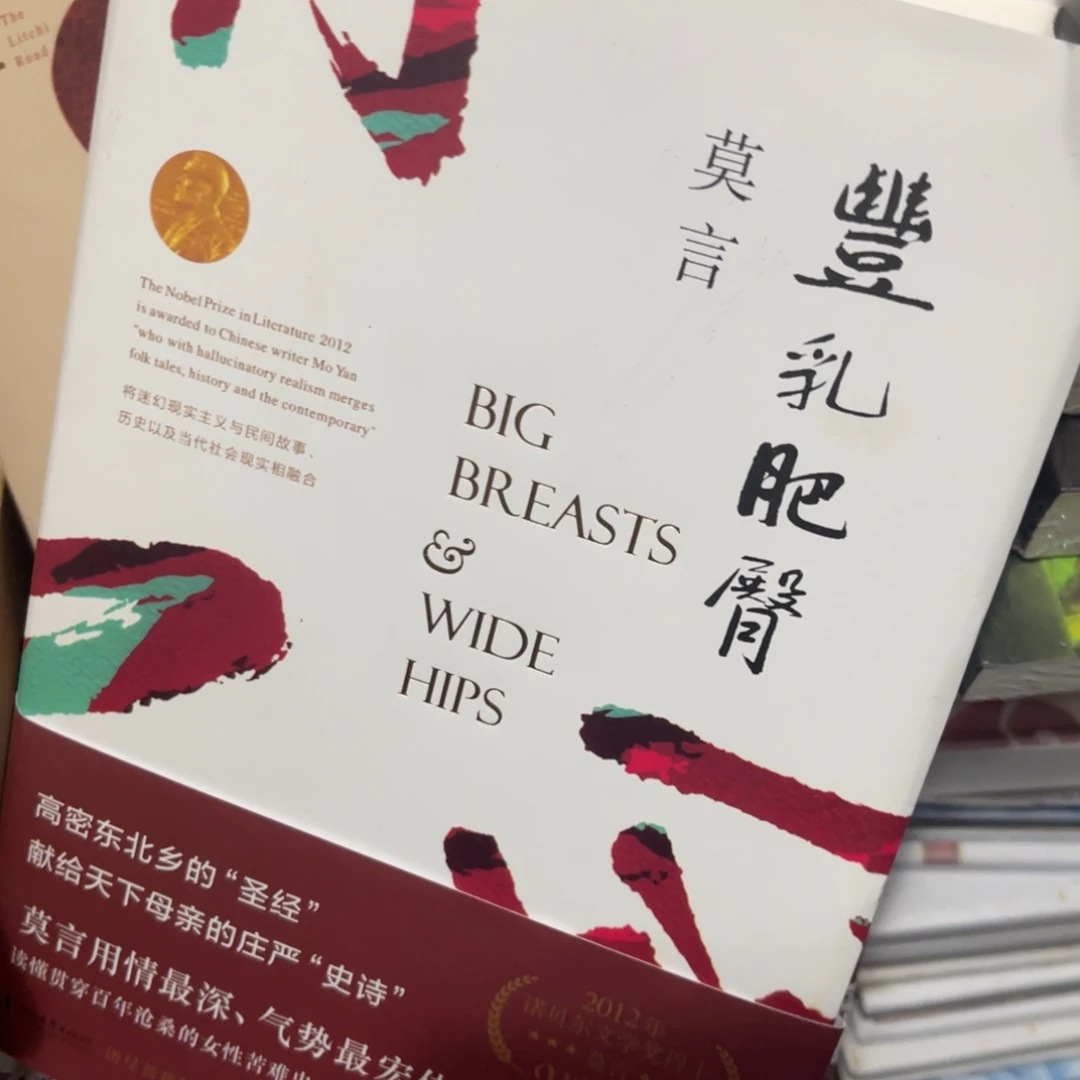 The
Litchi
Road
莫言
豐乳肥臀
The Nobel Prize in Literature 2012
is awarded to Chinese writer Mo Yan
"who with hallucinatory realism merges
folk tales, history and the contemporary"
将迷幻现实主义与民间故事、
历史以及当代社会现实相融合
BIG
BREASTS
&
WIDE
HIPS
高密东北乡的“圣经”
献给天下母亲的庄严“史诗”
莫言用情最深、气势最宏
读懂贯穿百年沧桑的女性苦难
2012年
诺贝尔文学奖得主